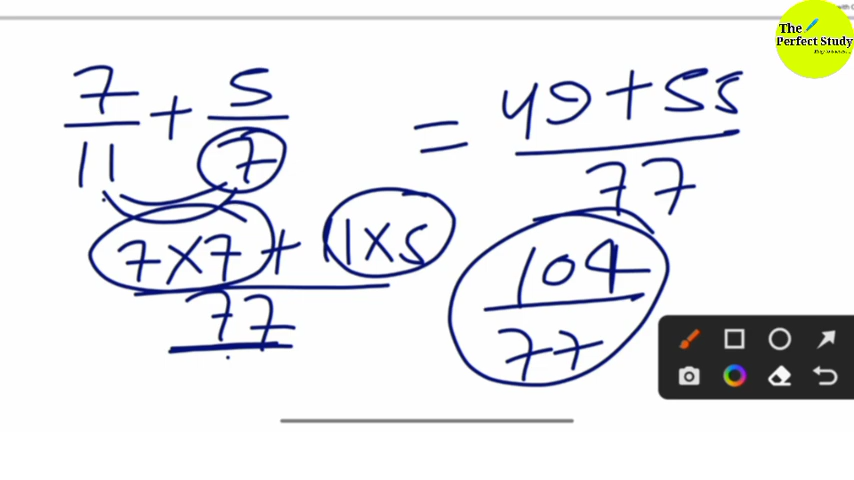 The
Perfect Study
7/11 + 5/7 = 49+55/77
7×7+11×5/77
104/77